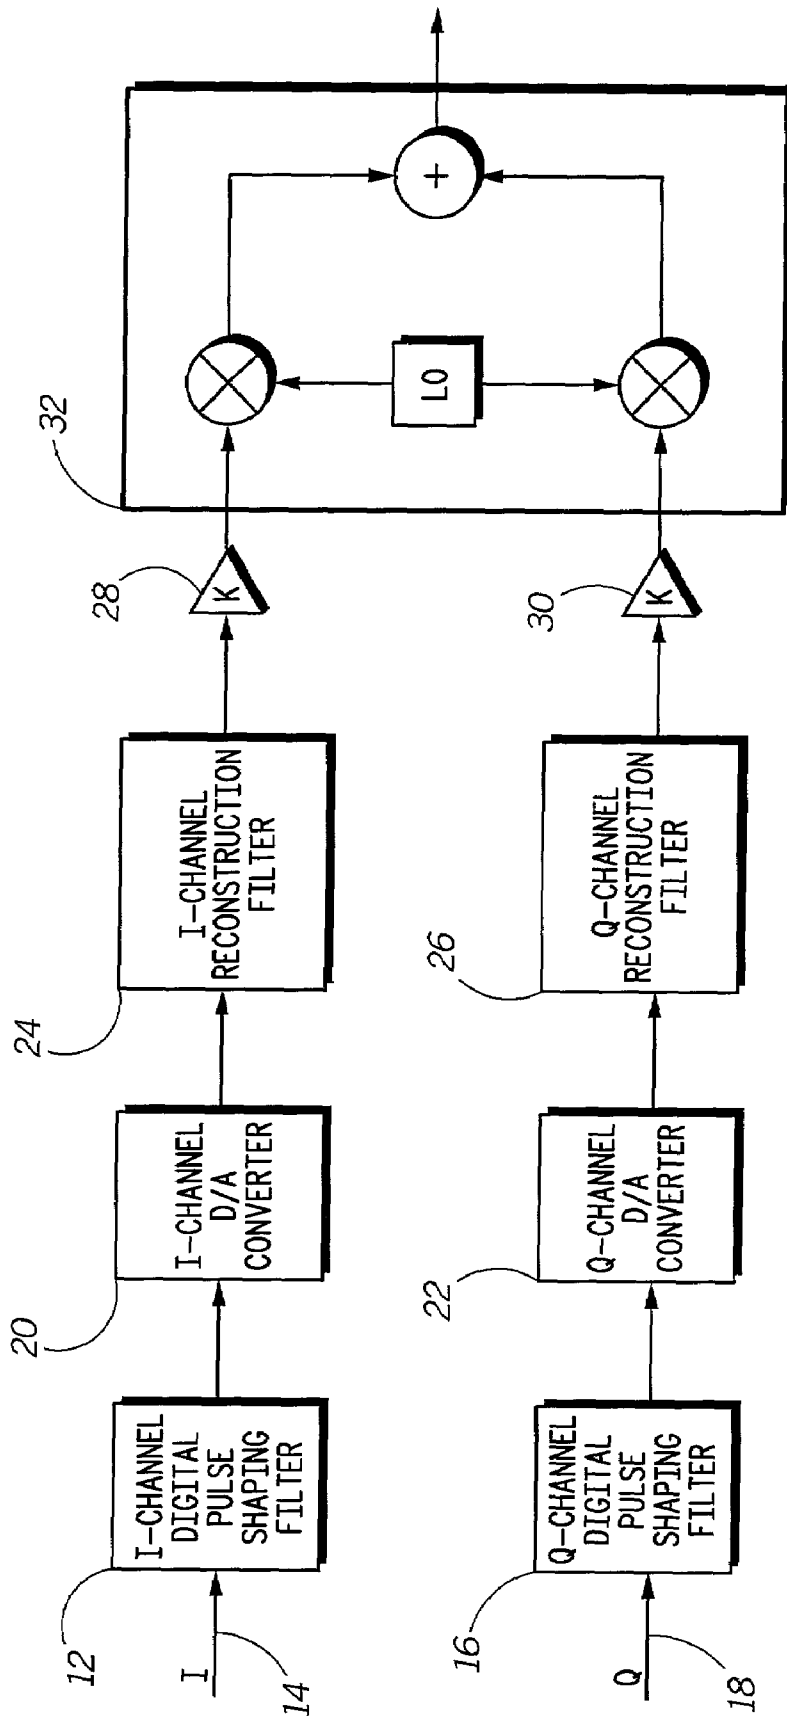 I
14
12
I-CHANNEL
DIGITAL
PULSE
SHAPING
FILTER
20
I-CHANNEL
D/A
CONVERTER
24
I-CHANNEL
RECONSTRUCTION
FILTER
28
K
32
LO
+
Q
18
16
Q-CHANNEL
DIGITAL
PULSE
SHAPING
FILTER
22
Q-CHANNEL
D/A
CONVERTER
26
Q-CHANNEL
RECONSTRUCTION
FILTER
30
K